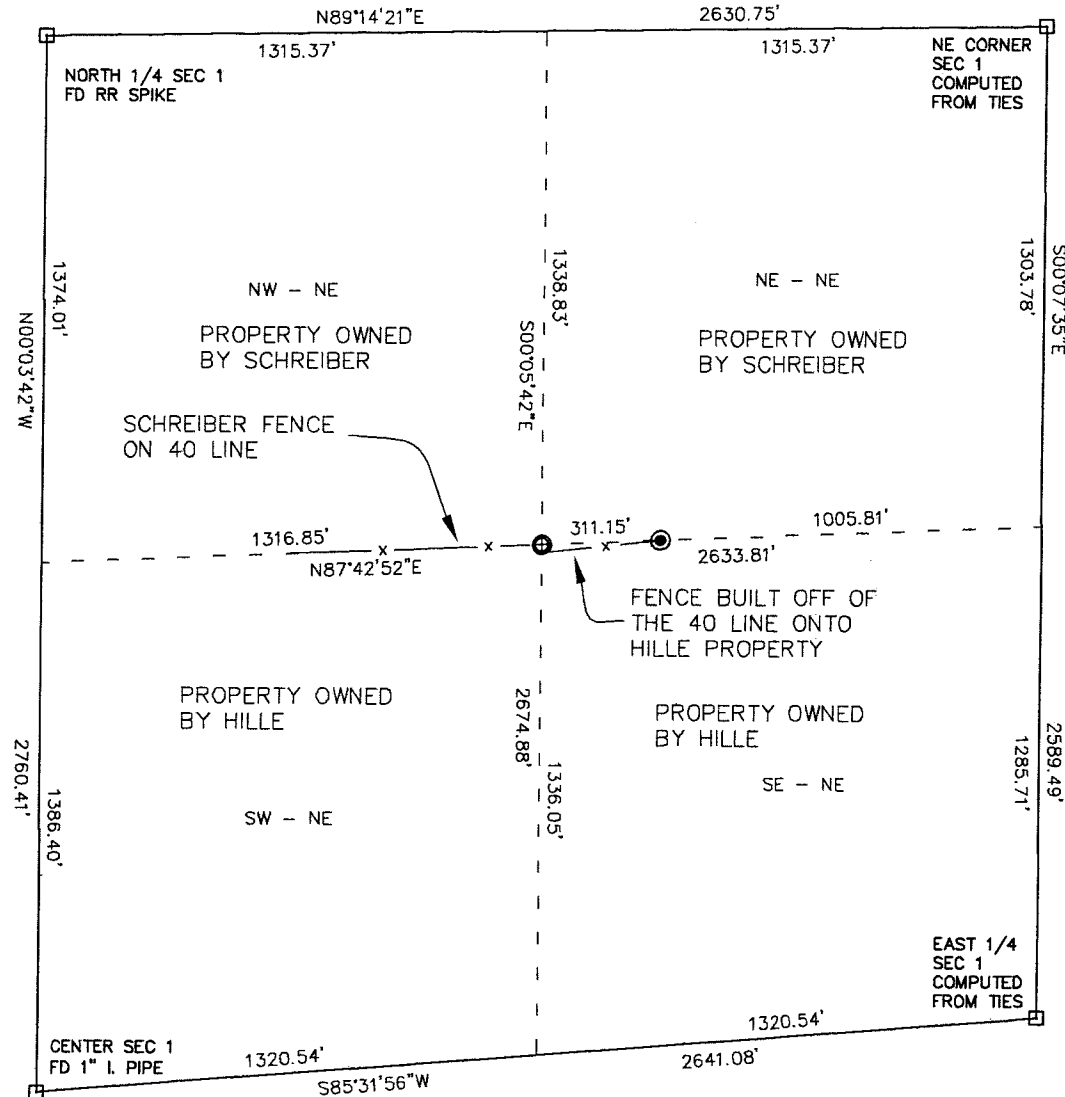 N89°14'21"E
2630.75'
1315.37'
1315.37'
NORTH 1/4 SEC 1
FD RR SPIKE
NE CORNER
SEC 1
COMPUTED
FROM TIES
1374.01'
N00°03'42"W
1338.83'
S00°05'42"E
1303.78'
S00°07'35"E
NW - NE
PROPERTY OWNED
BY SCHREIBER
NE - NE
PROPERTY OWNED
BY SCHREIBER
SCHREIBER FENCE
ON 40 LINE
1316.85'
N87°42'52"E
311.15'
1005.81'
2633.81'
FENCE BUILT OFF OF
THE 40 LINE ONTO
HILLE PROPERTY
PROPERTY OWNED
BY HILLE
PROPERTY OWNED
BY HILLE
2674.88'
1336.05'
2760.41'
1386.40'
2589.49'
1285.71'
SW - NE
SE - NE
EAST 1/4
SEC 1
COMPUTED
FROM TIES
CENTER SEC 1
FD 1" I. PIPE
1320.54'
S85°31'56"W
1320.54'
2641.08'